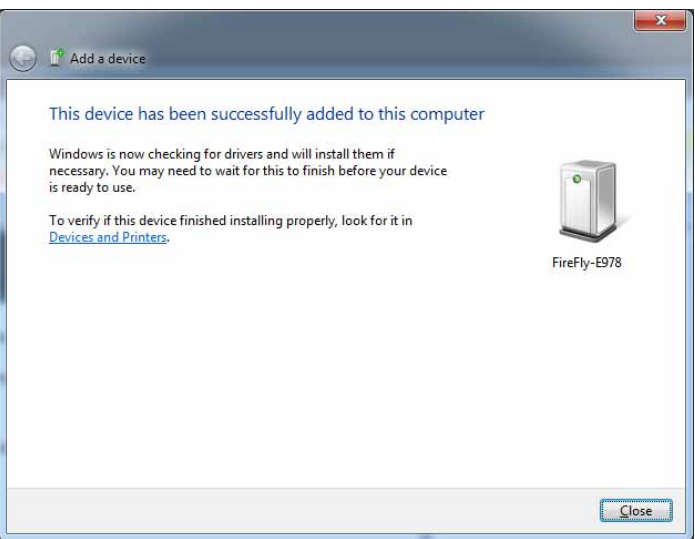 Add a device
This device has been successfully added to this computer
Windows is now checking for drivers and will install them if
necessary. You may need to wait for this to finish before your device
is ready to use.
To verify if this device finished installing properly, look for it in
Devices and Printers.
FireFly-E978
Close